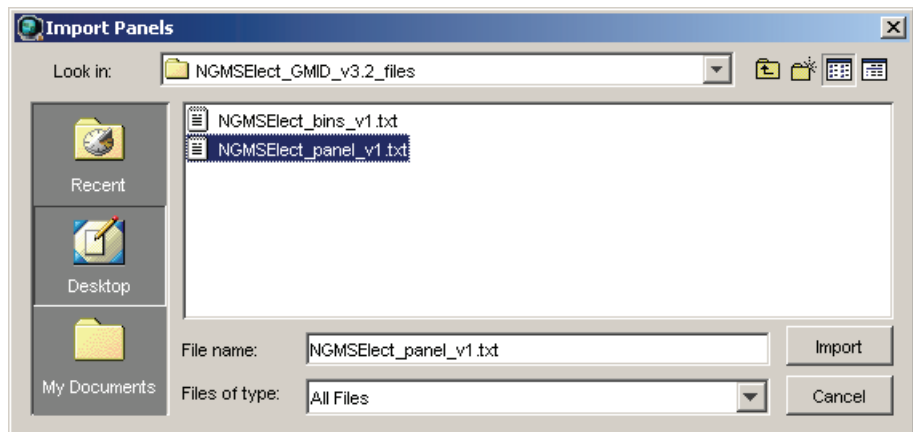 Import Panels
Look in:
NGMSElect_GMID_v3.2_files
NGMSElect_bins_v1.txt
NGMSElect_panel_v1.txt
Recent
Desktop
My Documents
File name:
NGMSElect_panel_v1.txt
Import
Files of type:
All Files
Cancel